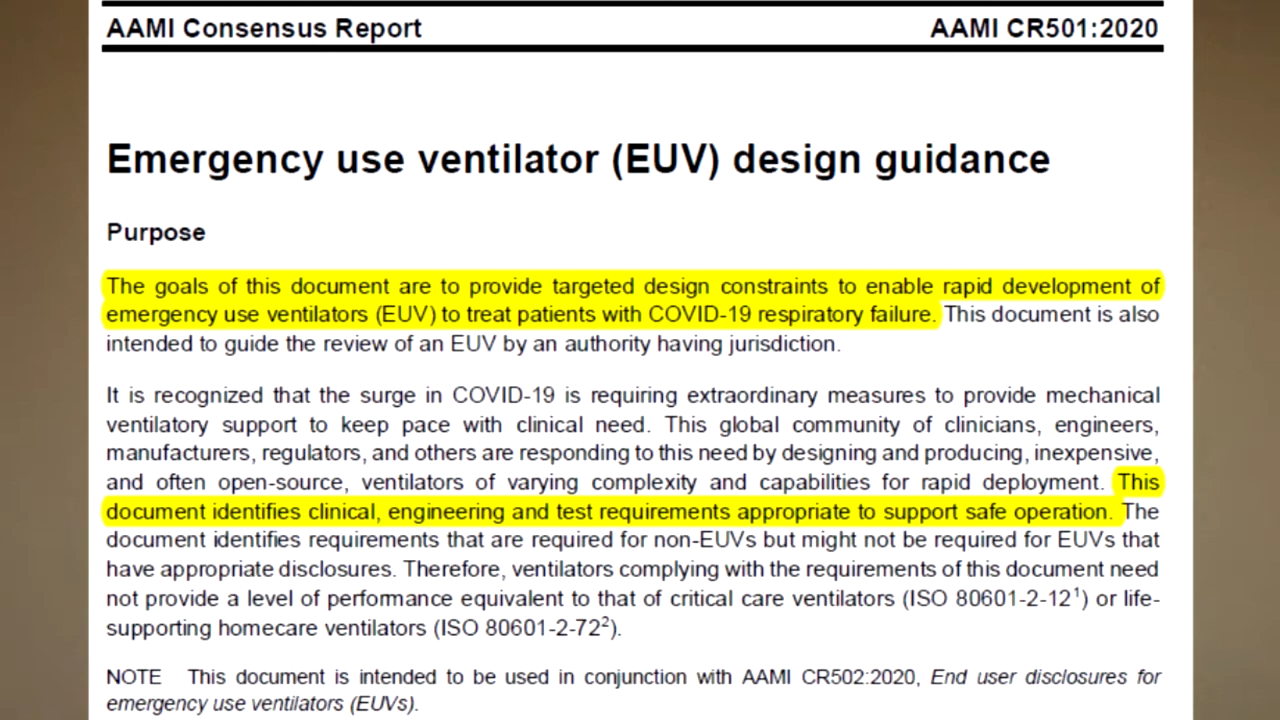 AAMI Consensus Report AAMI CR501:2020
Emergency use ventilator (EUV) design guidance
Purpose
The goals of this document are to provide targeted design constraints to enable rapid development of
emergency use ventilators (EUV) to treat patients with COVID-19 respiratory failure. This document is also
intended to guide the review of an EUV by an authority having jurisdiction.
It is recognized that the surge in COVID-19 is requiring extraordinary measures to provide mechanical
ventilatory support to keep pace with clinical need. This global community of clinicians, engineers,
manufacturers, regulators, and others are responding to this need by designing and producing, inexpensive,
and often open-source, ventilators of varying complexity and capabilities for rapid deployment. This
document identifies clinical, engineering and test requirements appropriate to support safe operation. The
document identifies requirements that are required for non-EUVs but might not be required for EUVs that
have appropriate disclosures. Therefore, ventilators complying with the requirements of this document need
not provide a level of performance equivalent to that of critical care ventilators (ISO 80601-2-12¹) or life-
supporting homecare ventilators (ISO 80601-2-72²).
NOTE This document is intended to be used in conjunction with AAMI CR502:2020, End user disclosures for
emergency use ventilators (EUVs).